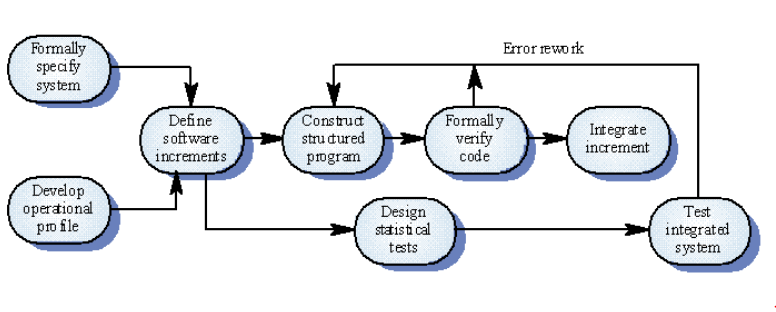 Formally
specify
system
Error rework
Define
software
increments
Construct
structured
program
Formally
verify
code
Integrate
increment
Develop
operational
profile
Design
statistical
tests
Test
integrated
system